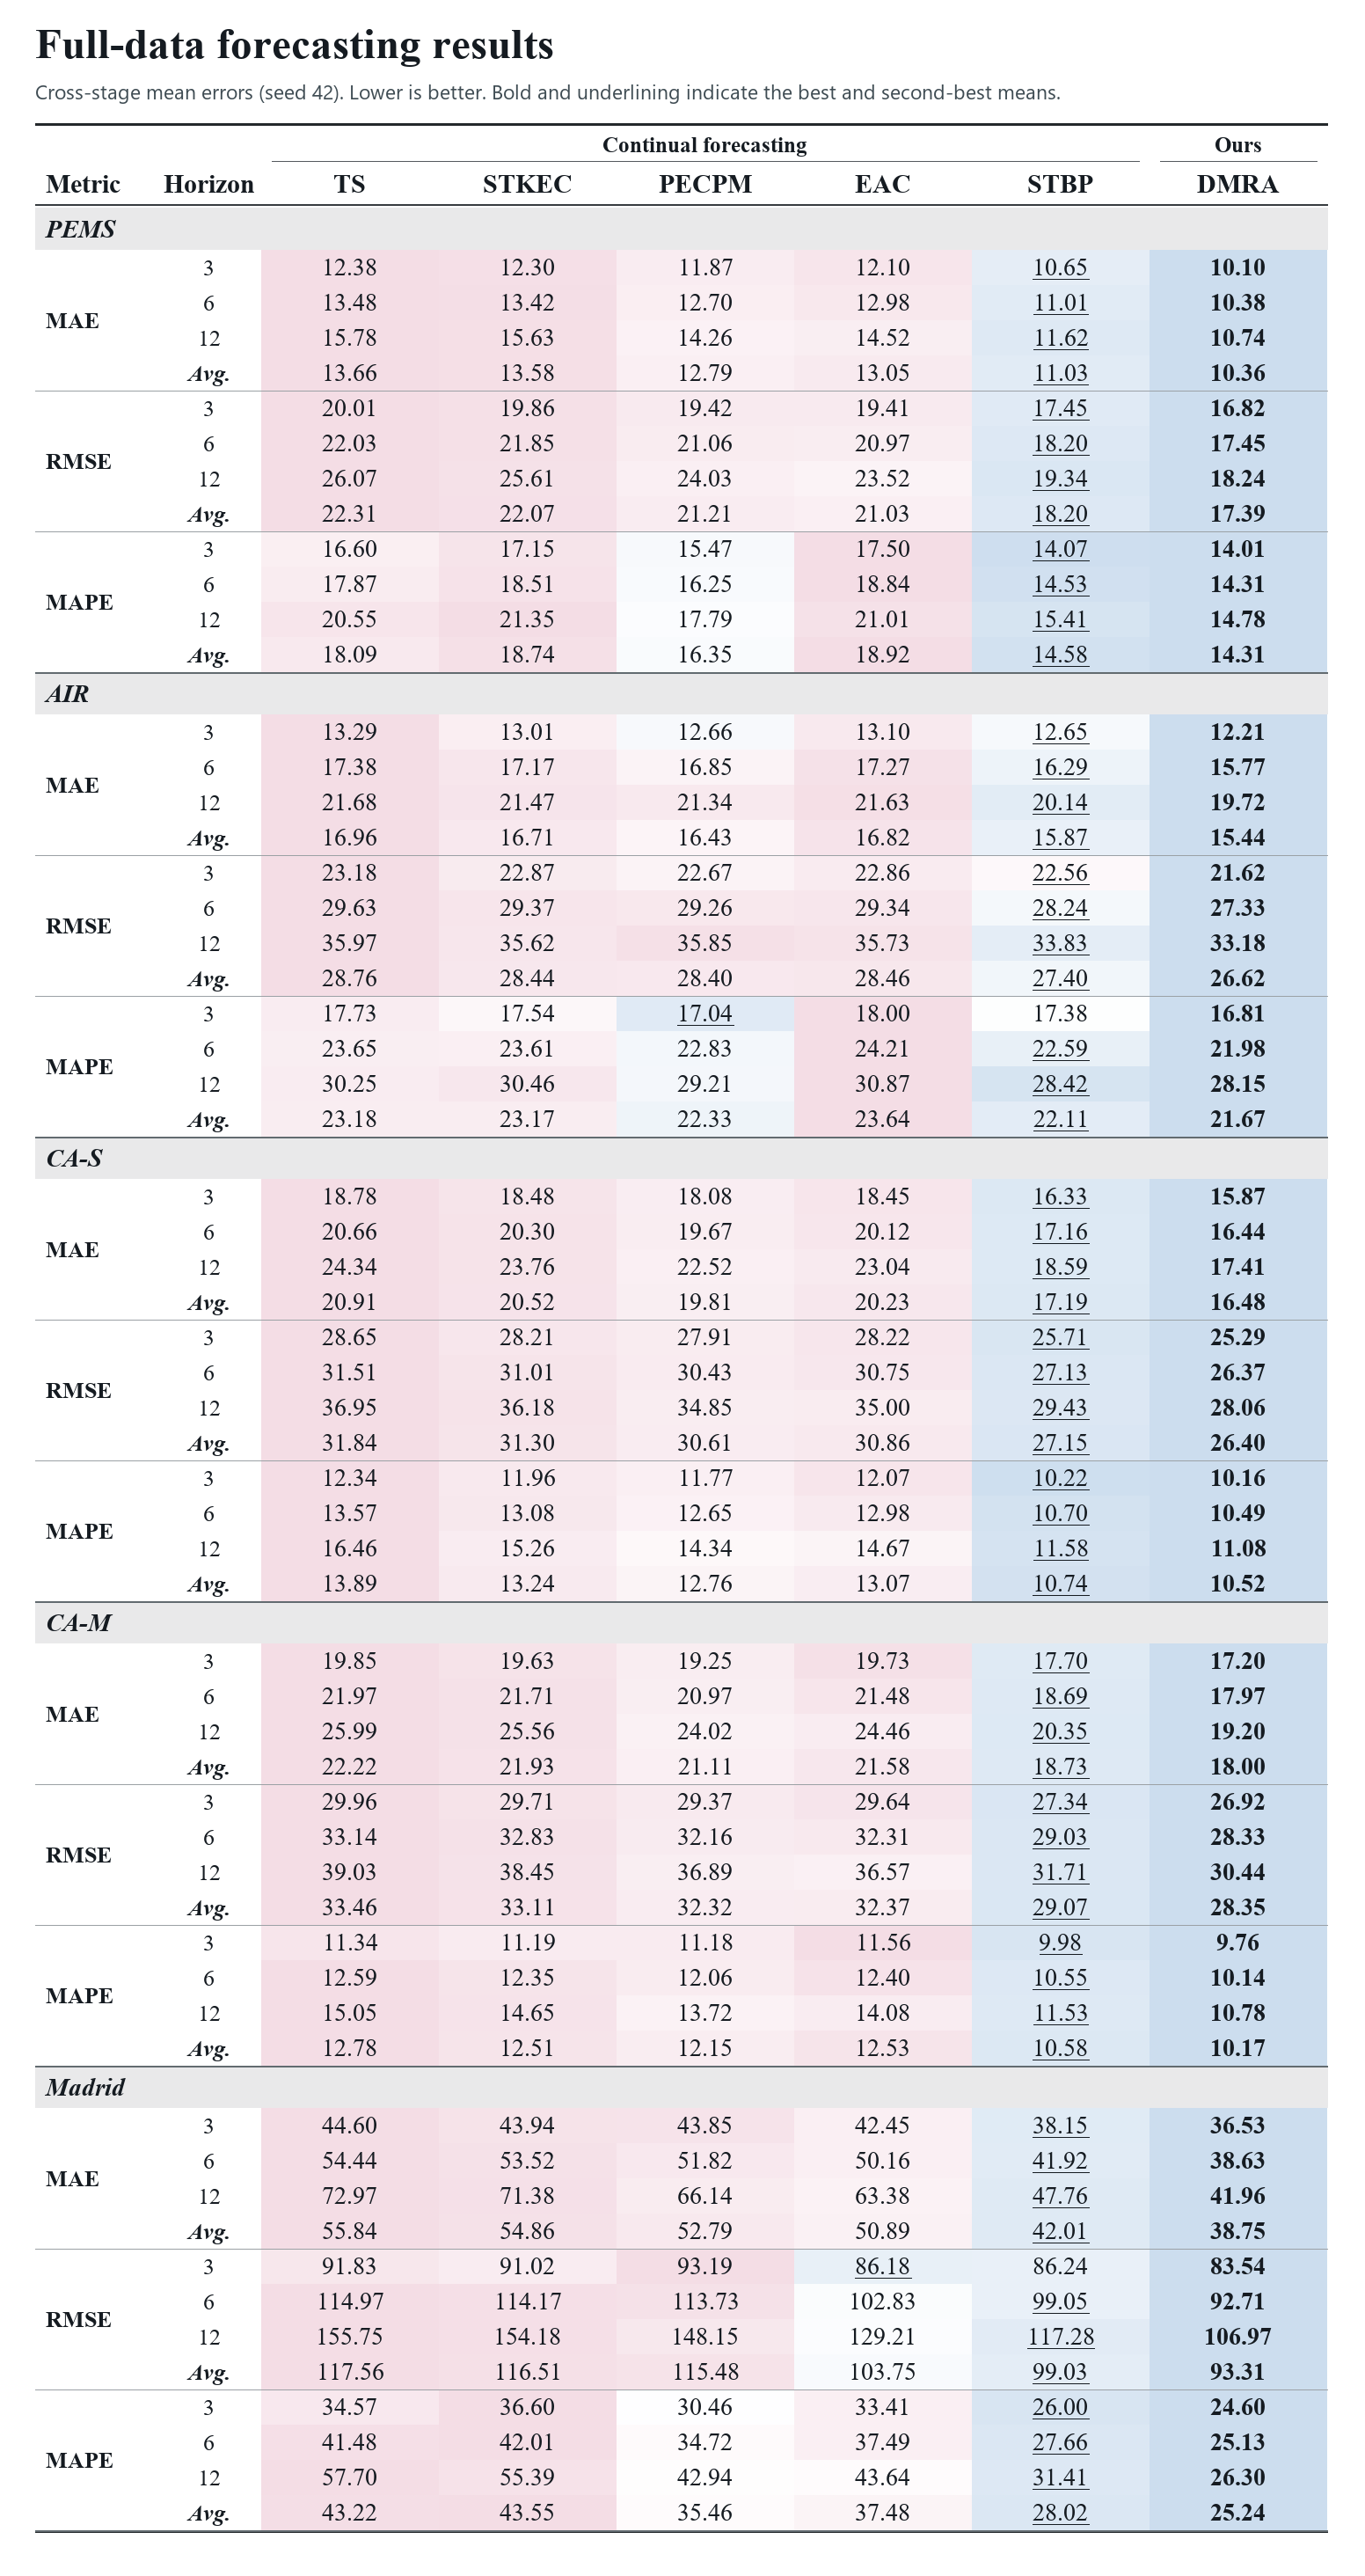 Full-data forecasting results
Cross-stage mean errors (seed 42). Lower is better. Bold and underlining indicate the best and second-best means.
Continual forecasting Ours
Metric Horizon TS STKEC PECPM EAC STBP DMRA
PEMS
3 12.38 12.30 11.87 12.10 10.65 10.10
6 13.48 13.42 12.70 12.98 11.01 10.38
MAE
12 15.78 15.63 14.26 14.52 11.62 10.74
Avg. 13.66 13.58 12.79 13.05 11.03 10.36
3 20.01 19.86 19.42 19.41 17.45 16.82
6 22.03 21.85 21.06 20.97 18.20 17.45
RMSE
12 26.07 25.61 24.03 23.52 19.34 18.24
Avg. 22.31 22.07 21.21 21.03 18.20 17.39
3 16.60 17.15 15.47 17.50 14.07 14.01
6 17.87 18.51 16.25 18.84 14.53 14.31
MAPE
12 20.55 21.35 17.79 21.01 15.41 14.78
Avg. 18.09 18.74 16.35 18.92 14.58 14.31
AIR
3 13.29 13.01 12.66 13.10 12.65 12.21
6 17.38 17.17 16.85 17.27 16.29 15.77
MAE
12 21.68 21.47 21.34 21.63 20.14 19.72
Avg. 16.96 16.71 16.43 16.82 15.87 15.44
3 23.18 22.87 22.67 22.86 22.56 21.62
6 29.63 29.37 29.26 29.34 28.24 27.33
RMSE
12 35.97 35.62 35.85 35.73 33.83 33.18
Avg. 28.76 28.44 28.40 28.46 27.40 26.62
3 17.73 17.54 17.04 18.00 17.38 16.81
6 23.65 23.61 22.83 24.21 22.59 21.98
MAPE
12 30.25 30.46 29.21 30.87 28.42 28.15
Avg. 23.18 23.17 22.33 23.64 22.11 21.67
CA-S
3 18.78 18.48 18.08 18.45 16.33 15.87
6 20.66 20.30 19.67 20.12 17.16 16.44
MAE
12 24.34 23.76 22.52 23.04 18.59 17.41
Avg. 20.91 20.52 19.81 20.23 17.19 16.48
3 28.65 28.21 27.91 28.22 25.71 25.29
6 31.51 31.01 30.43 30.75 27.13 26.37
RMSE
12 36.95 36.18 34.85 35.00 29.43 28.06
Avg. 31.84 31.30 30.61 30.86 27.15 26.40
3 12.34 11.96 11.77 12.07 10.22 10.16
6 13.57 13.08 12.65 12.98 10.70 10.49
MAPE
12 16.46 15.26 14.34 14.67 11.58 11.08
Avg. 13.89 13.24 12.76 13.07 10.74 10.52
CA-M
3 19.85 19.63 19.25 19.73 17.70 17.20
6 21.97 21.71 20.97 21.48 18.69 17.97
MAE
12 25.99 25.56 24.02 24.46 20.35 19.20
Avg. 22.22 21.93 21.11 21.58 18.73 18.00
3 29.96 29.71 29.37 29.64 27.34 26.92
6 33.14 32.83 32.16 32.31 29.03 28.33
RMSE
12 39.03 38.45 36.89 36.57 31.71 30.44
Avg. 33.46 33.11 32.32 32.37 29.07 28.35
3 11.34 11.19 11.18 11.56 9.98 9.76
6 12.59 12.35 12.06 12.40 10.55 10.14
MAPE
12 15.05 14.65 13.72 14.08 11.53 10.78
Avg. 12.78 12.51 12.15 12.53 10.58 10.17
Madrid
3 44.60 43.94 43.85 42.45 38.15 36.53
6 54.44 53.52 51.82 50.16 41.92 38.63
MAE
12 72.97 71.38 66.14 63.38 47.76 41.96
Avg. 55.84 54.86 52.79 50.89 42.01 38.75
3 91.83 91.02 93.19 86.18 86.24 83.54
6 114.97 114.17 113.73 102.83 99.05 92.71
RMSE
12 155.75 154.18 148.15 129.21 117.28 106.97
Avg. 117.56 116.51 115.48 103.75 99.03 93.31
3 34.57 36.60 30.46 33.41 26.00 24.60
6 41.48 42.01 34.72 37.49 27.66 25.13
MAPE
12 57.70 55.39 42.94 43.64 31.41 26.30
Avg. 43.22 43.55 35.46 37.48 28.02 25.24